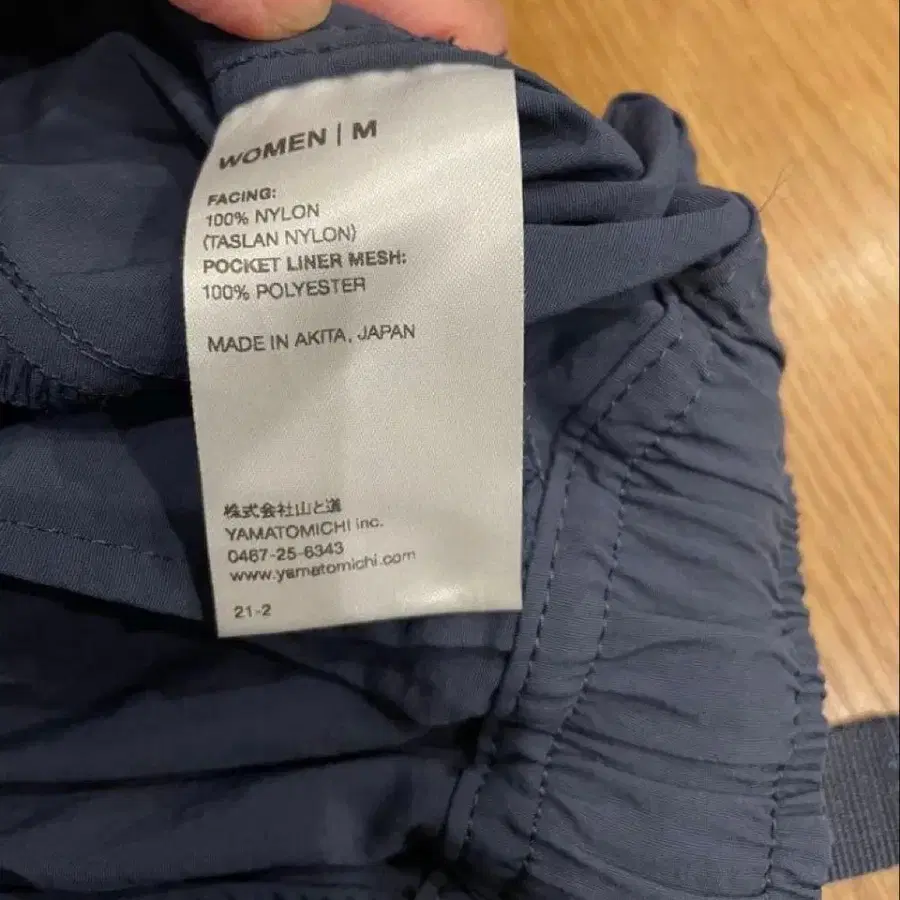 WOMEN | M
FACING:
100% NYLON
(TASLAN NYLON)
POCKET LINER MESH:
100% POLYESTER
MADE IN AKITA, JAPAN
株式会社山と道
YAMATOMICHI inc.
0467-25-6343
www.yamatomichi.com
21-2